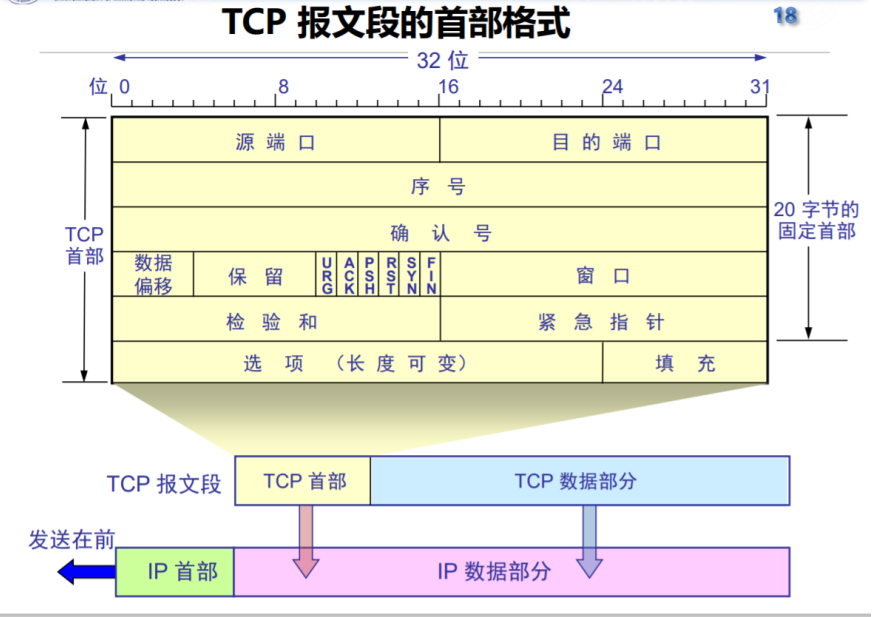 TCP 报文段的首部格式
18
32 位
位 0 8 16 24 31
源 端 口 目 的 端 口
序 号
20 字节的
固定首部
TCP
首部
确 认 号
数据
偏移
保 留
URG
ACK
PSH
RST
SYN
FIN
窗 口
检 验 和 紧 急 指 针
选 项 (长 度 可 变) 填 充
TCP 报文段 TCP 首部 TCP 数据部分
发送在前
IP 首部 IP 数据部分